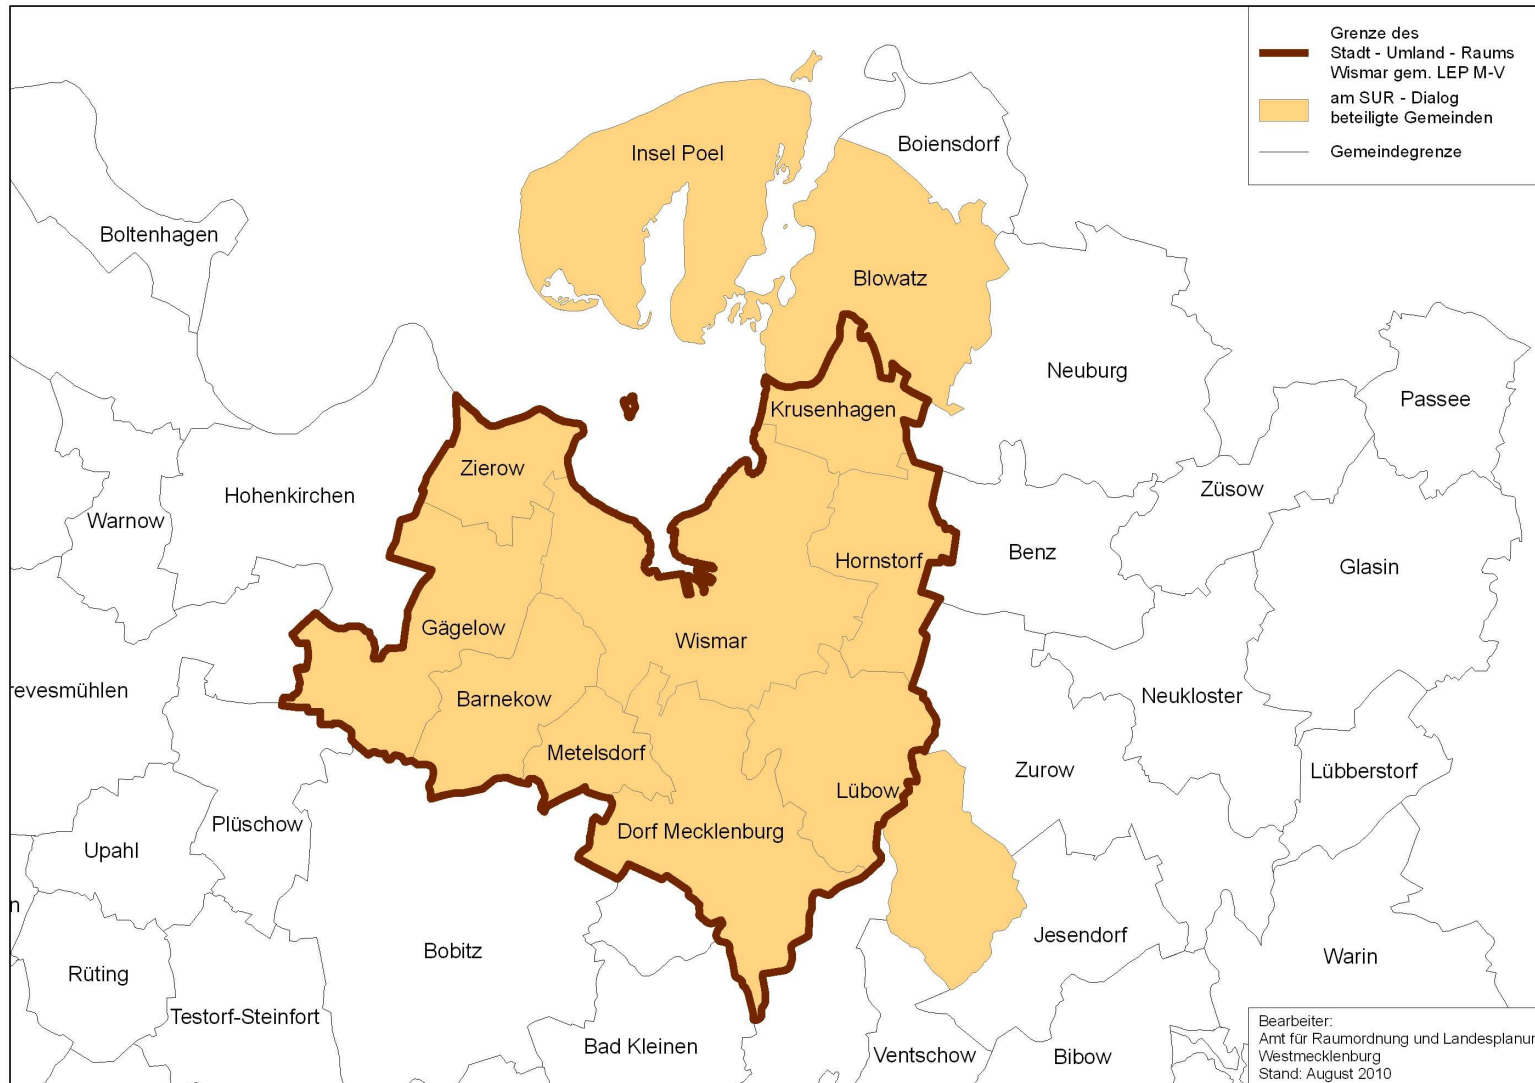 Grenze des
Stadt - Umland - Raums
Wismar gem. LEP M-V
am SUR - Dialog
beteiligte Gemeinden
Gemeindegrenze
Boiensdorf
Insel Poel
Boltenhagen
Blowatz
Neuburg
Passee
Krusenhagen
Zierow
Hohenkirchen
Züsow
Warnow
Benz
Hornstorf
Glasin
Gägelow
Wismar
revesmühlen
Barnekow
Neukloster
Metelsdorf
Zurow
Lübberstorf
Lübow
Plüschow
Dorf Mecklenburg
Upahl
n
Jesendorf
Bobitz
Warin
Rüting
Testorf-Steinfort
Bad Kleinen
Ventschow
Bibow
Bearbeiter:
Amt für Raumordnung und Landesplanun
Westmecklenburg
Stand: August 2010